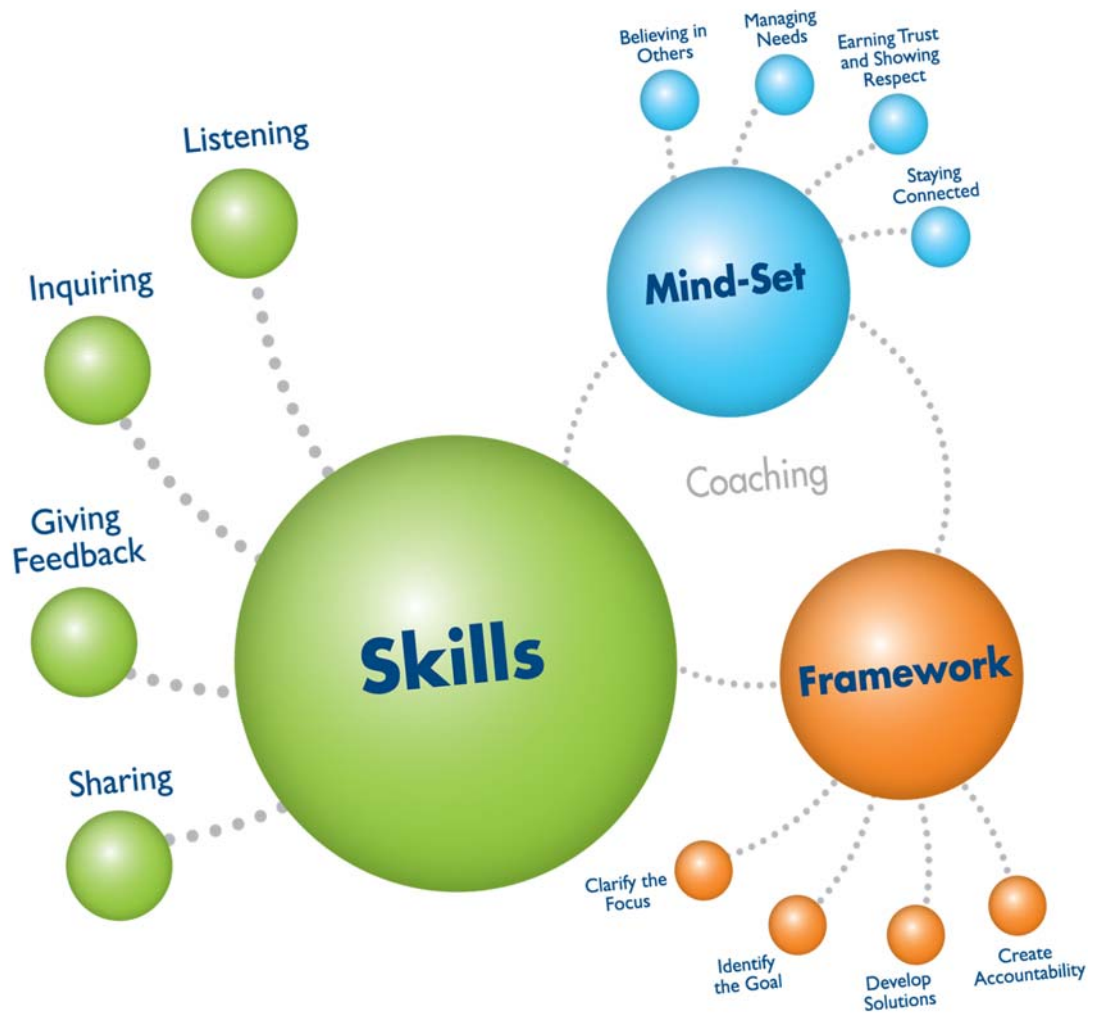 Believing in
Others
Managing
Needs
Earning Trust
and Showing
Respect
Staying
Connected
Mind-Set
Listening
Inquiring
Giving
Feedback
Sharing
Skills
Coaching
Framework
Clarify the
Focus
Identify
the Goal
Develop
Solutions
Create
Accountability